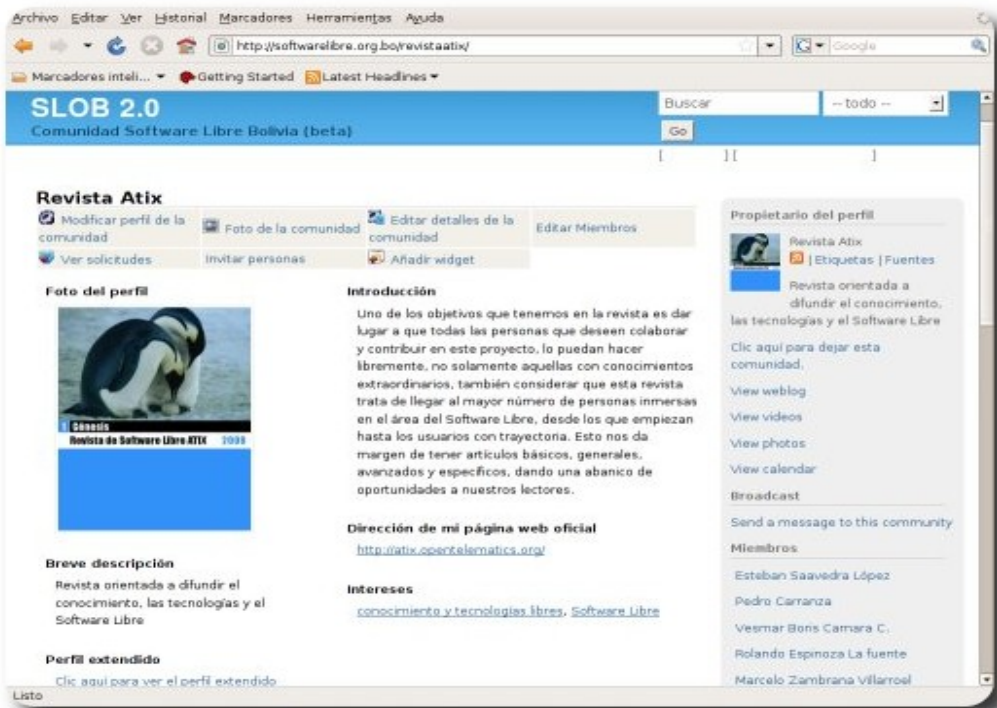 Archivo Editar Ver Historial Marcadores Herramientas Ayuda
http://softwarelibre.org.bo/revistaatix/
Google
Marcadores inteli... Getting Started Latest Headlines
SLOB 2.0
Comunidad Software Libre Bolivia (beta)
Buscar
-- todo --
Go
[ ] [ ]
Revista Atix
Modificar perfil de la
comunidad
Foto de la comunidad
Editar detalles de la
comunidad
Editar Miembros
Ver solicitudes
Invitar personas
Añadir widget
Foto del perfil
1 Génesis
Revista de Software Libre ATIX 2008
Breve descripción
Revista orientada a difundir el
conocimiento, las tecnologías y el
Software Libre
Perfil extendido
Clic aquí para ver el perfil extendido
Introducción
Uno de los objetivos que tenemos en la revista es dar
lugar a que todas las personas que deseen colaborar
y contribuir en este proyecto, lo puedan hacer
libremente, no solamente aquellas con conocimientos
extraordinarios, también considerar que esta revista
trata de llegar al mayor número de personas inmersas
en el área del Software Libre, desde los que empiezan
hasta los usuarios con trayectoria. Esto nos da
margen de tener artículos básicos, generales,
avanzados y específicos, dando una abanico de
oportunidades a nuestros lectores.
Dirección de mi página web oficial
http://atix.opentelematics.org/
Intereses
conocimiento y tecnologías libres, Software Libre
Propietario del perfil
Revista Atix
| Etiquetas | Fuentes
Revista orientada a
difundir el conocimiento,
las tecnologías y el Software Libre
Clic aquí para dejar esta
comunidad.
View weblog
View videos
View photos
View calendar
Broadcast
Send a message to this community
Miembros
Esteban Saavedra López
Pedro Carranza
Vesmar Boris Camara C.
Rolando Espinoza La fuente
Marcelo Zambrana Villarroel
Listo